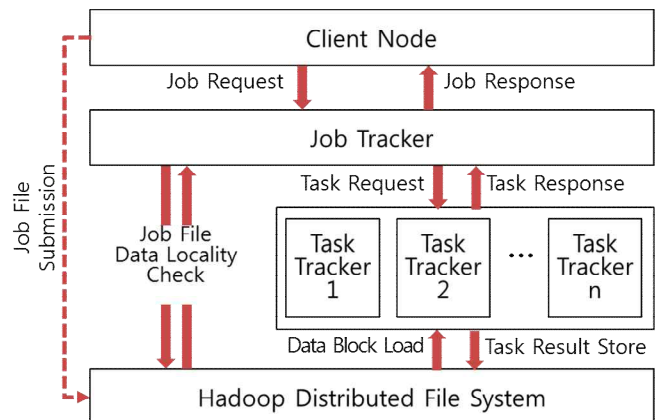 Client Node
Job Request
Job Response
Job Tracker
Task Request
Task Response
Job File
Submission
Job File
Data Locality
Check
Task
Tracker
1
Task
Tracker
2
...
Task
Tracker
n
Data Block Load
Task Result Store
Hadoop Distributed File System